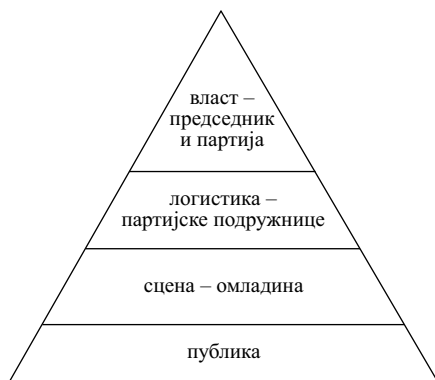 власт –
председник
и партија
логистика –
партијске подружнице
сцена – омладина
публика